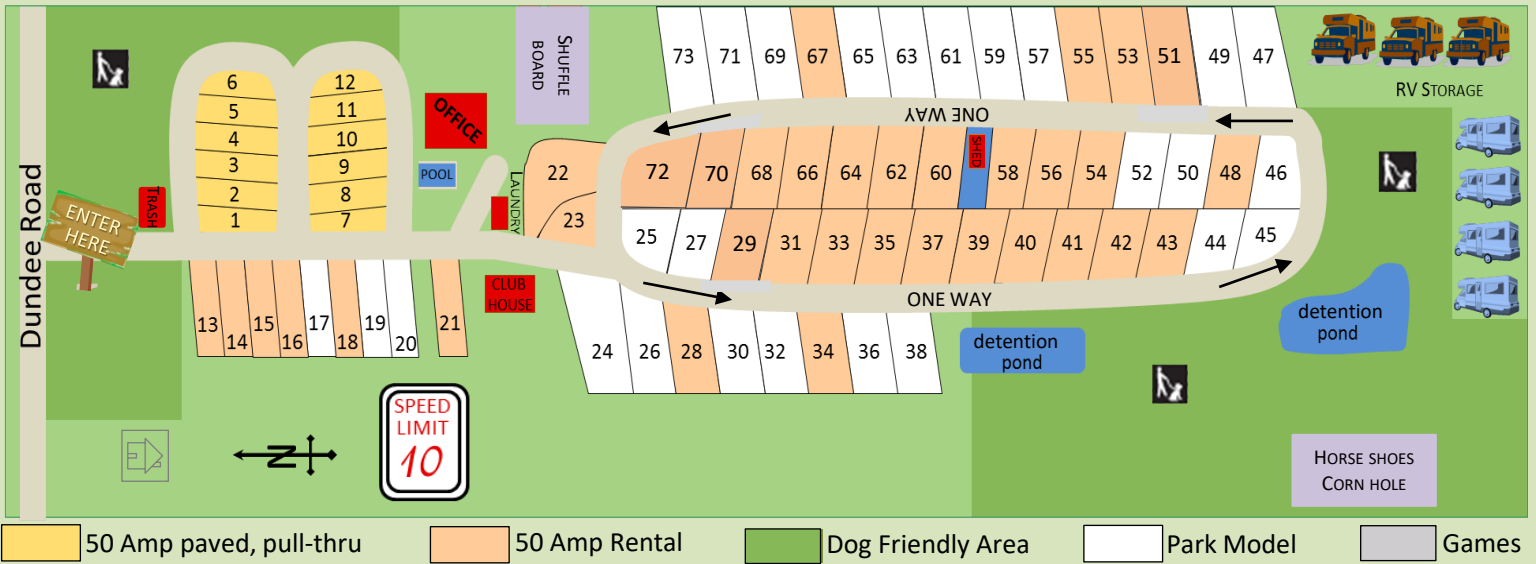 Dundee Road
ENTER
HERE
TRASH
6
5
4
3
2
1
12
11
10
9
8
7
OFFICE
POOL
LAUNDRY
SHUFFLE
BOARD
22
23
CLUB
HOUSE
13
14
15
16
17
18
19
20
21
73 71 69 67 65 63 61 59 57 55 53 51 49 47
ONE WAY
72 70 68 66 64 62 60 SHED 58 56 54 52 50 48 46
25 27 29 31 33 35 37 39 40 41 42 43 44 45
ONE WAY
24 26 28 30 32 34 36 38
RV STORAGE
detention
pond
detention
pond
SPEED
LIMIT
10
N
HORSE SHOES
CORN HOLE
50 Amp paved, pull-thru
50 Amp Rental
Dog Friendly Area
Park Model
Games